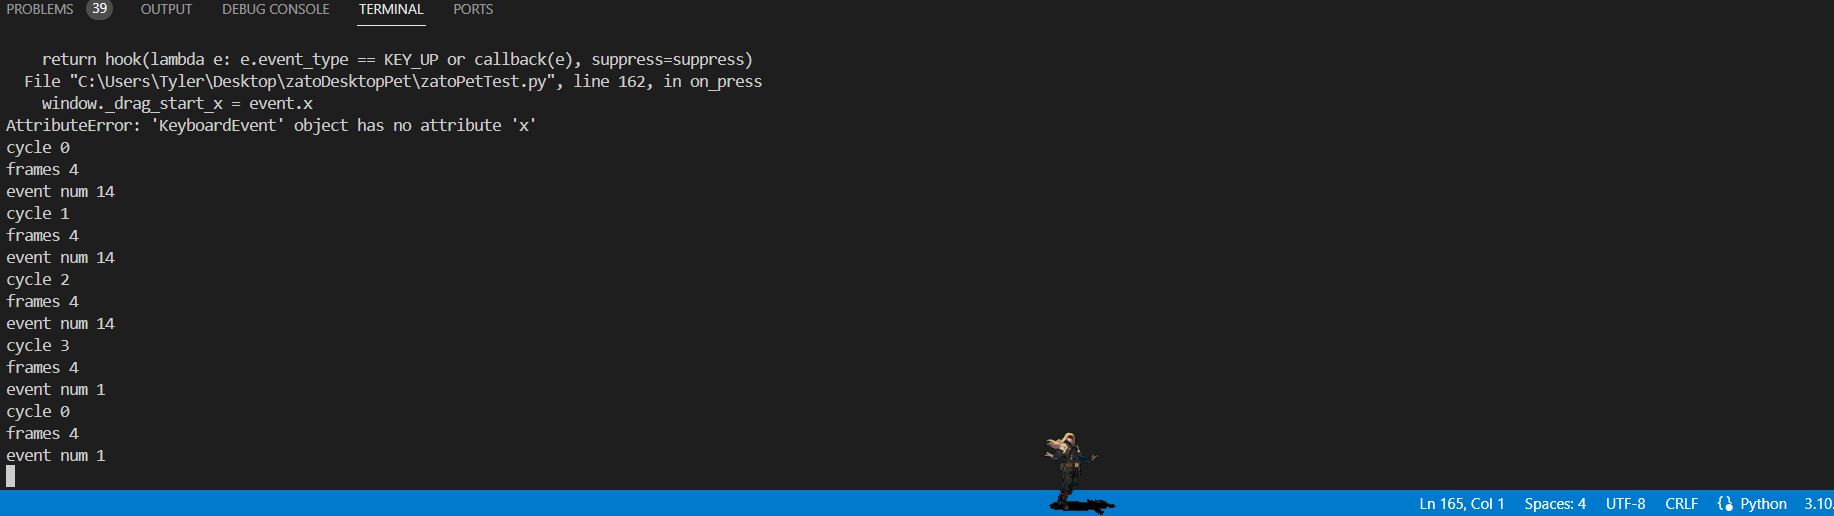 PROBLEMS 39 OUTPUT DEBUG CONSOLE TERMINAL PORTS
return hook(lambda e: e.event_type == KEY_UP or callback(e), suppress=suppress)
File "C:\Users\Tyler\Desktop\zatoDesktopPet\zatoPetTest.py", line 162, in on_press
window._drag_start_x = event.x
AttributeError: 'KeyboardEvent' object has no attribute 'x'
cycle 0
frames 4
event num 14
cycle 1
frames 4
event num 14
cycle 2
frames 4
event num 14
cycle 3
frames 4
event num 1
cycle 0
frames 4
event num 1
Ln 165, Col 1 Spaces: 4 UTF-8 CRLF Python 3.10.